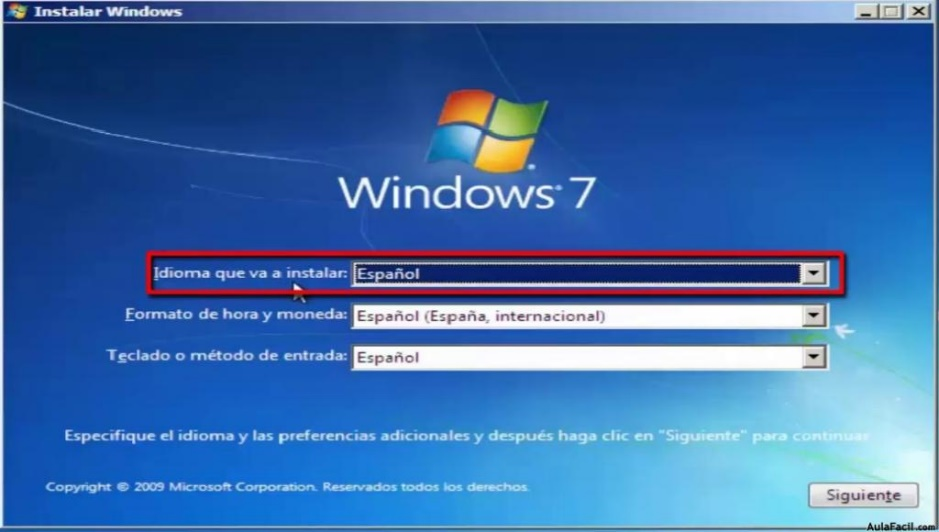 Instalar Windows
Windows 7
Idioma que va a instalar: Español
Formato de hora y moneda: Español (España, internacional)
Teclado o método de entrada: Español
Especifique el idioma y las preferencias adicionales y después haga clic en "Siguiente" para continuar.
Copyright © 2009 Microsoft Corporation. Reservados todos los derechos.
Siguiente
AulaFacil.com